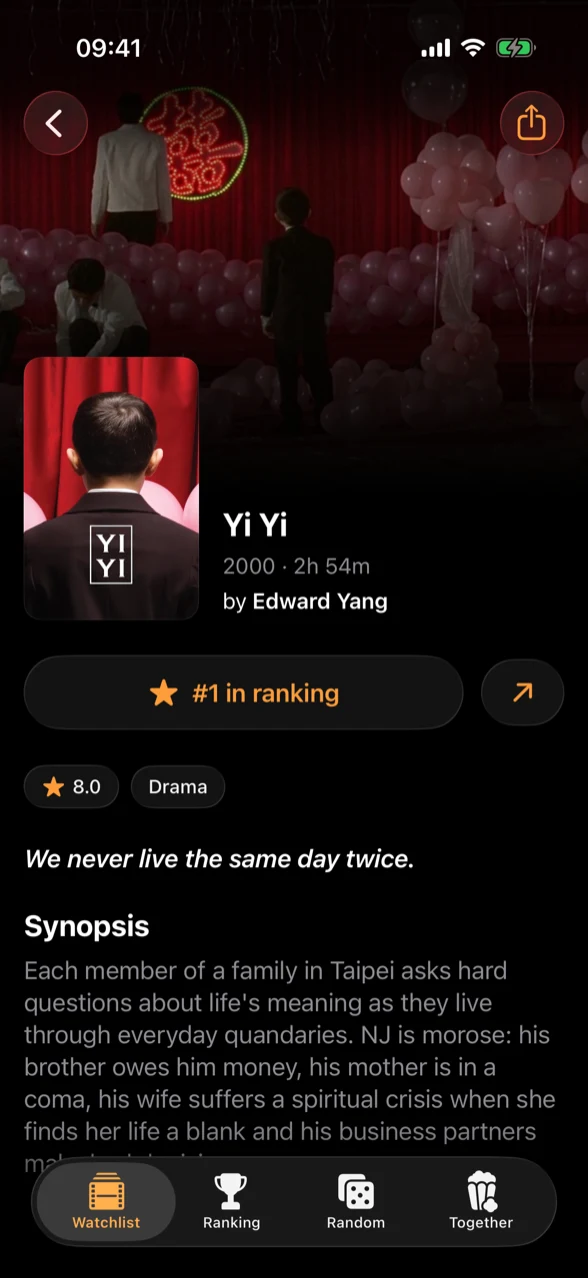 09:41
囍
YI
YI
Yi Yi
2000 · 2h 54m
by Edward Yang
#1 in ranking
8.0
Drama
We never live the same day twice.
Synopsis
Each member of a family in Taipei asks hard
questions about life's meaning as they live
through everyday quandaries. NJ is morose: his
brother owes him money, his mother is in a
coma, his wife suffers a spiritual crisis when she
finds her life a blank and his business partners
Watchlist
Ranking
Random
Together